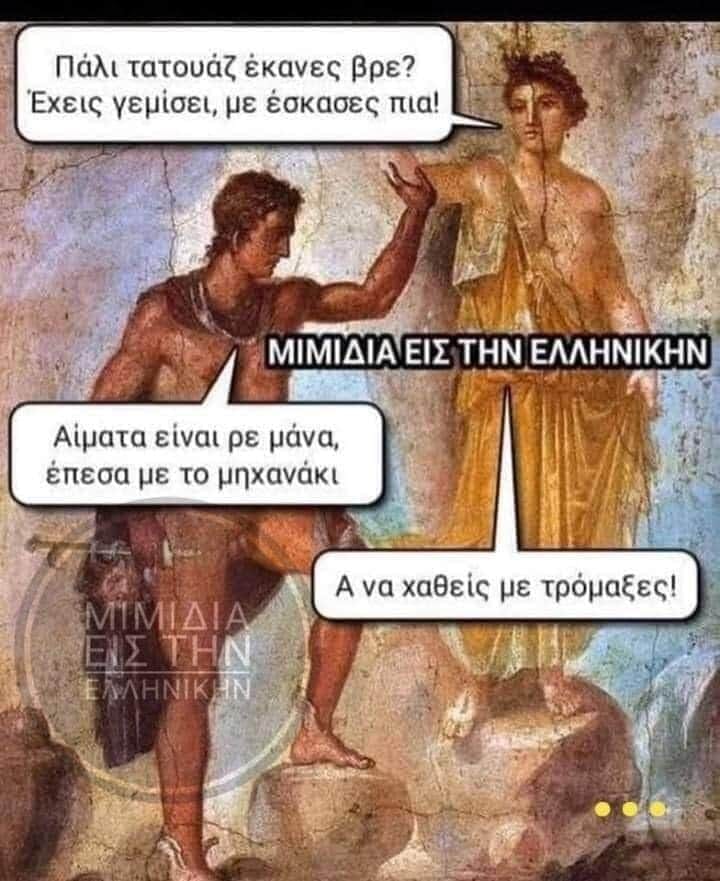 Πάλι τατουάζ έκανες βρε?
Έχεις γεμίσει, με έσκασες πια!
ΜΙΜΙΔΙΑ ΕΙΣ ΤΗΝ ΕΛΛΗΝΙΚΗΝ
Αίματα είναι ρε μάνα,
έπεσα με το μηχανάκι
Α να χαθείς με τρόμαξες!
ΜΙΜΙΔΙΑ
ΕΙΣ ΤΗΝ
ΕΛΛΗΝΙΚΗΝ